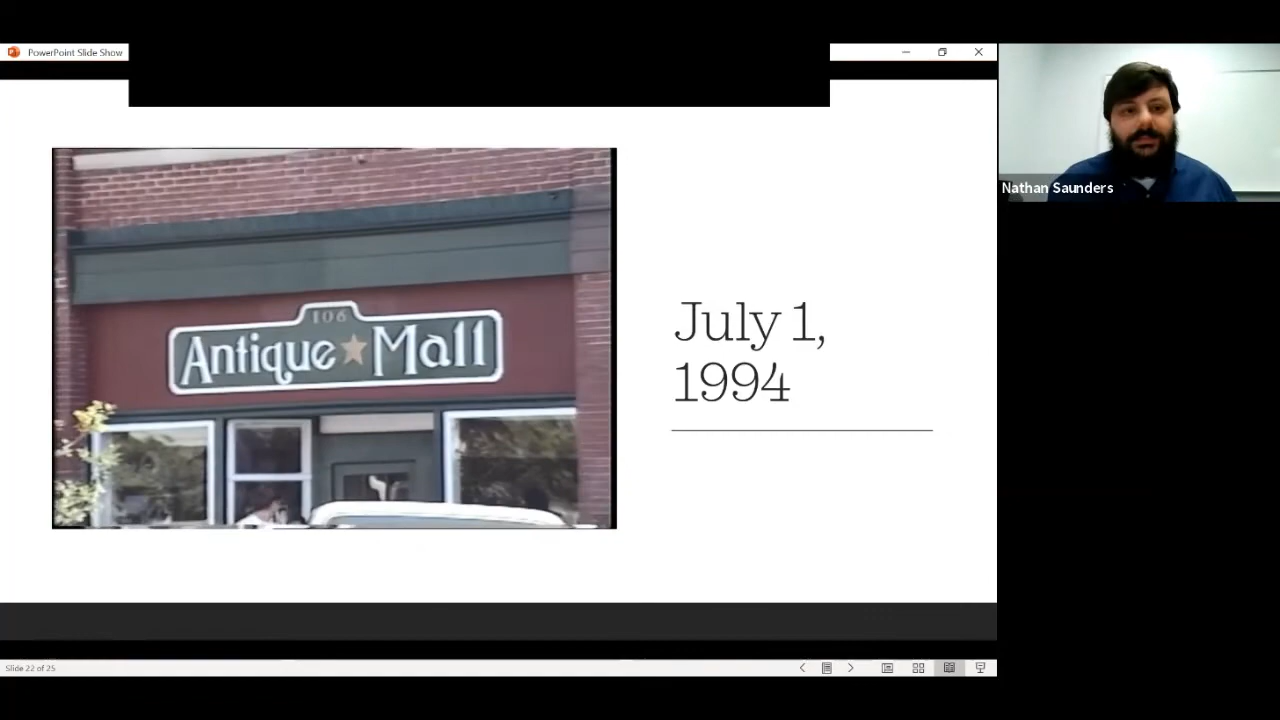 PowerPoint Slide Show
106
Antique Mall
July 1,
1994
Nathan Saunders
Slide 22 of 25